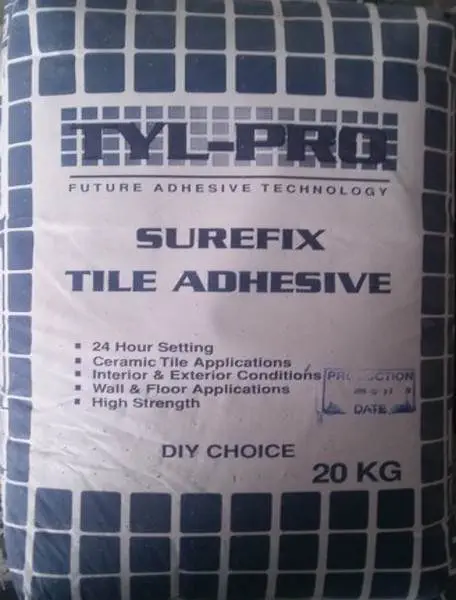 TYL-PRO
FUTURE ADHESIVE TECHNOLOGY
SUREFIX
TILE ADHESIVE
24 Hour Setting
Ceramic Tile Applications
Interior & Exterior Conditions
Wall & Floor Applications
High Strength
DATE
DIY CHOICE
20 KG